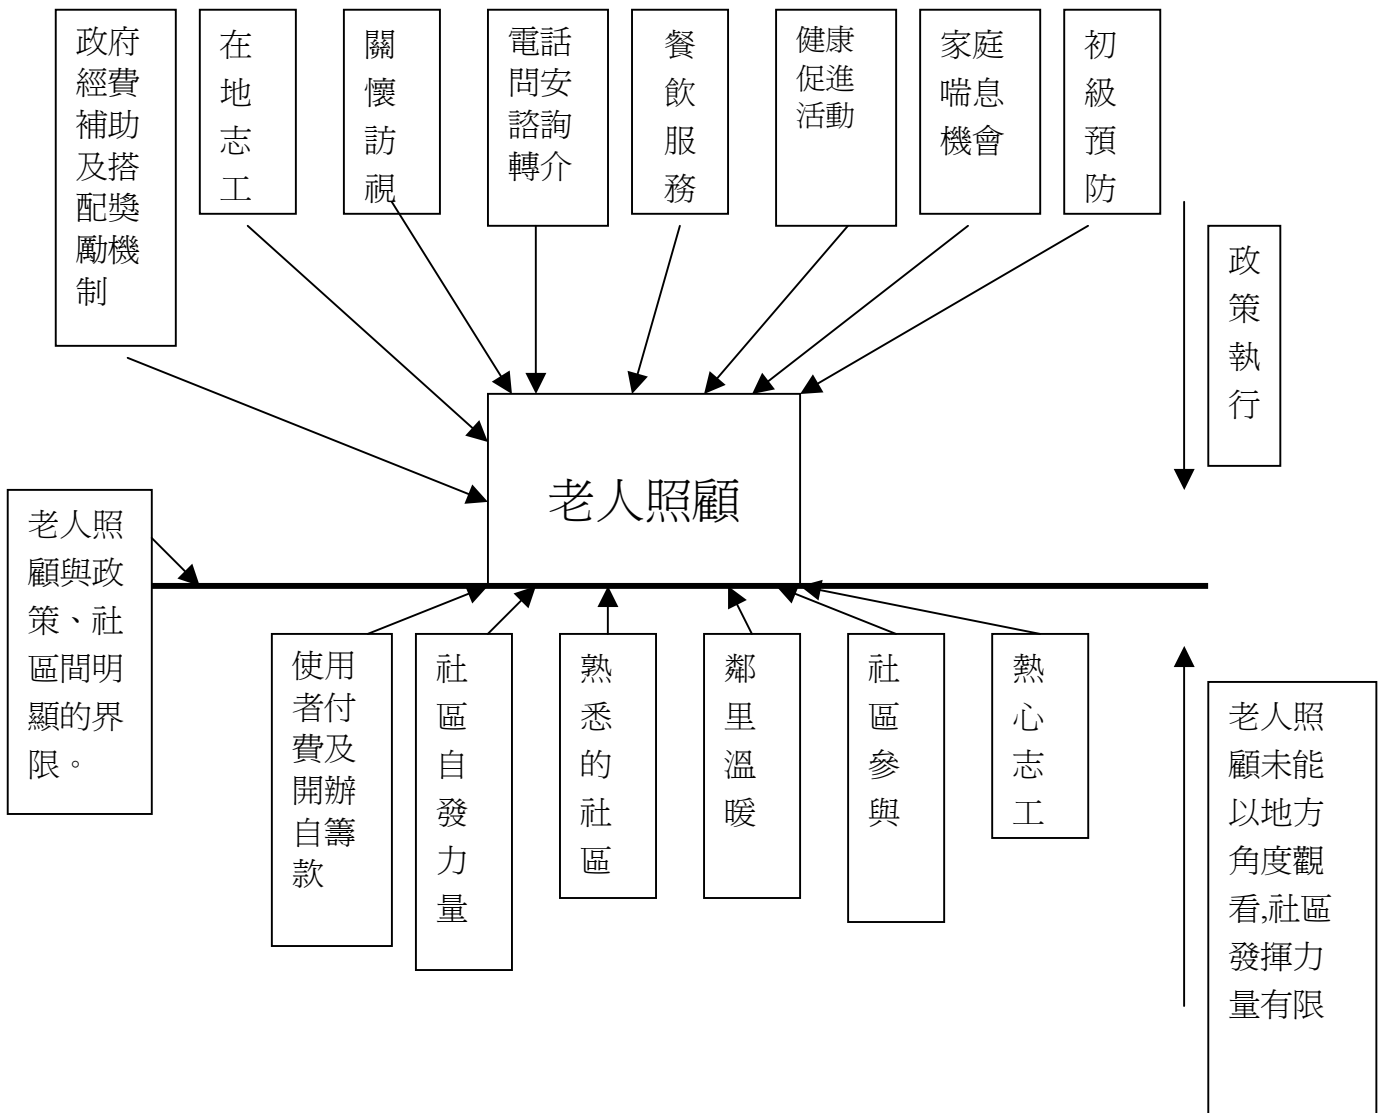 政府
經費
補助
及搭
配獎
勵機
制
在
地
志
工
關
懷
訪
視
電話
問安
諮詢
轉介
餐
飲
服
務
健康
促進
活動
家庭
喘息
機會
初
級
預
防
政
策
執
行
老人照顧
老人照
顧與政
策、社
區間明
顯的界
限。
使用
者付
費及
開辦
自籌
款
社
區
自
發
力
量
熟
悉
的
社
區
鄰
里
溫
暖
社
區
參
與
熱
心
志
工
老人照
顧未能
以地方
角度觀
看,社區
發揮力
量有限